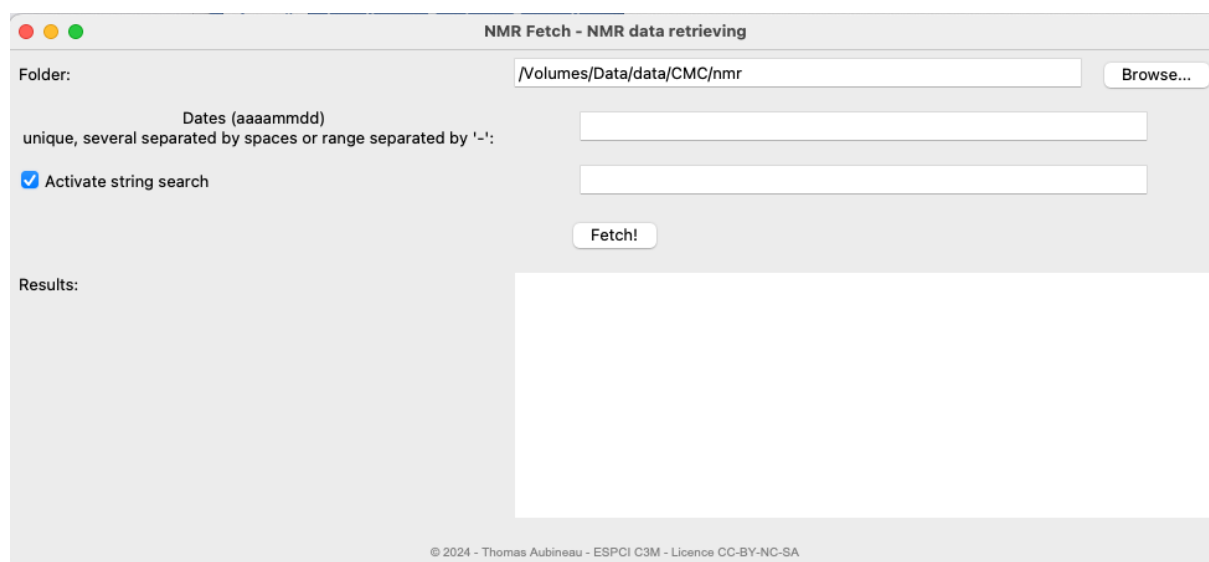 NMR Fetch - NMR data retrieving
Folder:
/Volumes/Data/data/CMC/nmr
Browse...
Dates (aaaammdd)
unique, several separated by spaces or range separated by '-':
Activate string search
Fetch!
Results:
© 2024 - Thomas Aubineau - ESPCI C3M - Licence CC-BY-NC-SA